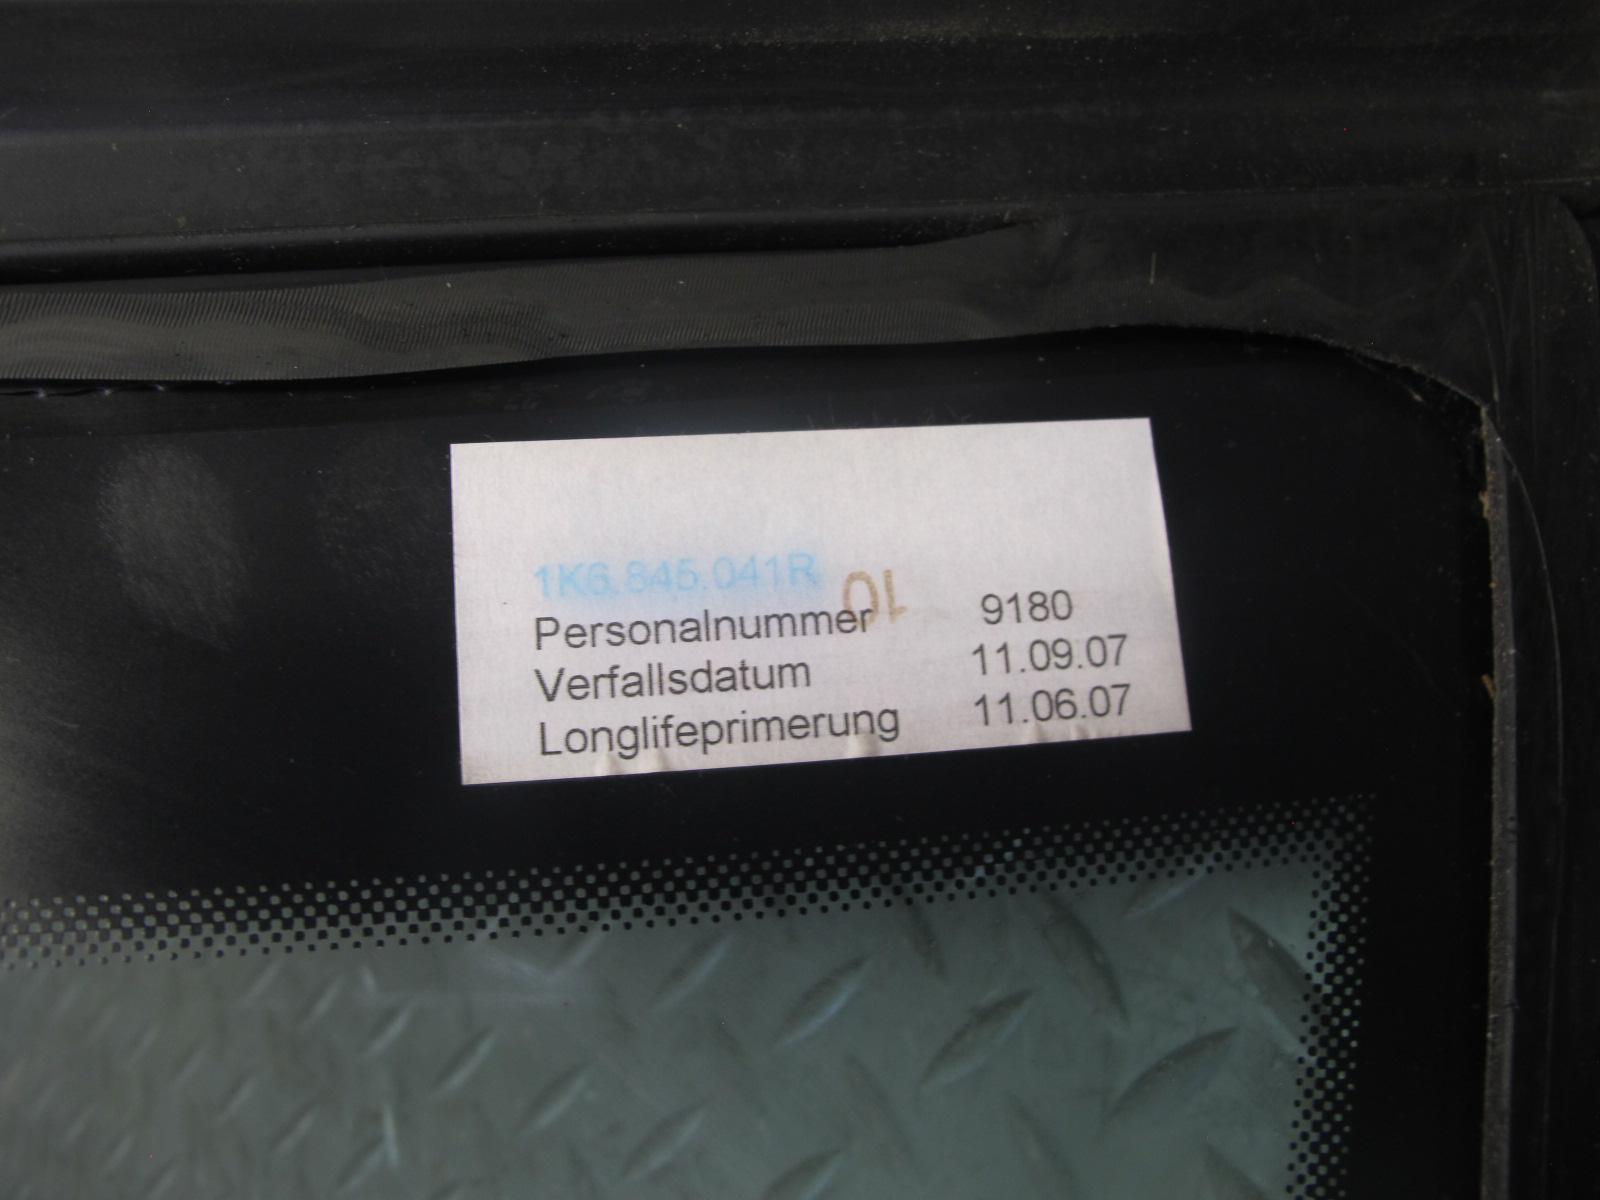 1K6.845.041R
Personalnummer 9180
Verfallsdatum 11.09.07
Longlifeprimerung 11.06.07